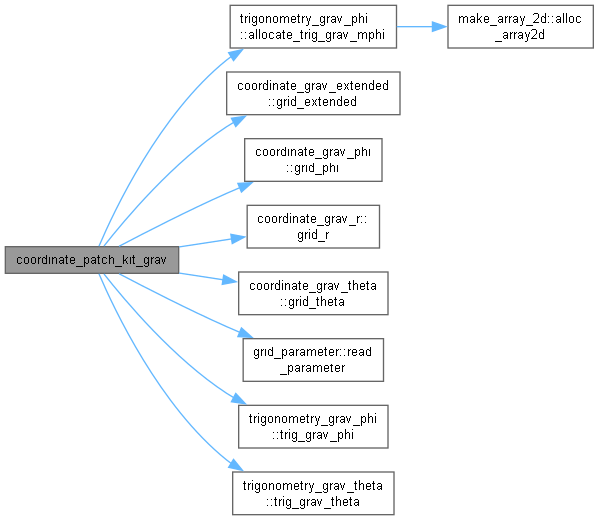 trigonometry_grav_phi
::allocate_trig_grav_mphi
make_array_2d::alloc
_array2d
coordinate_grav_extended
::grid_extended
coordinate_grav_phi
::grid_phi
coordinate_grav_r::
grid_r
coordinate_patch_kit_grav
coordinate_grav_theta
::grid_theta
grid_parameter::read
_parameter
trigonometry_grav_phi
::trig_grav_phi
trigonometry_grav_theta
::trig_grav_theta